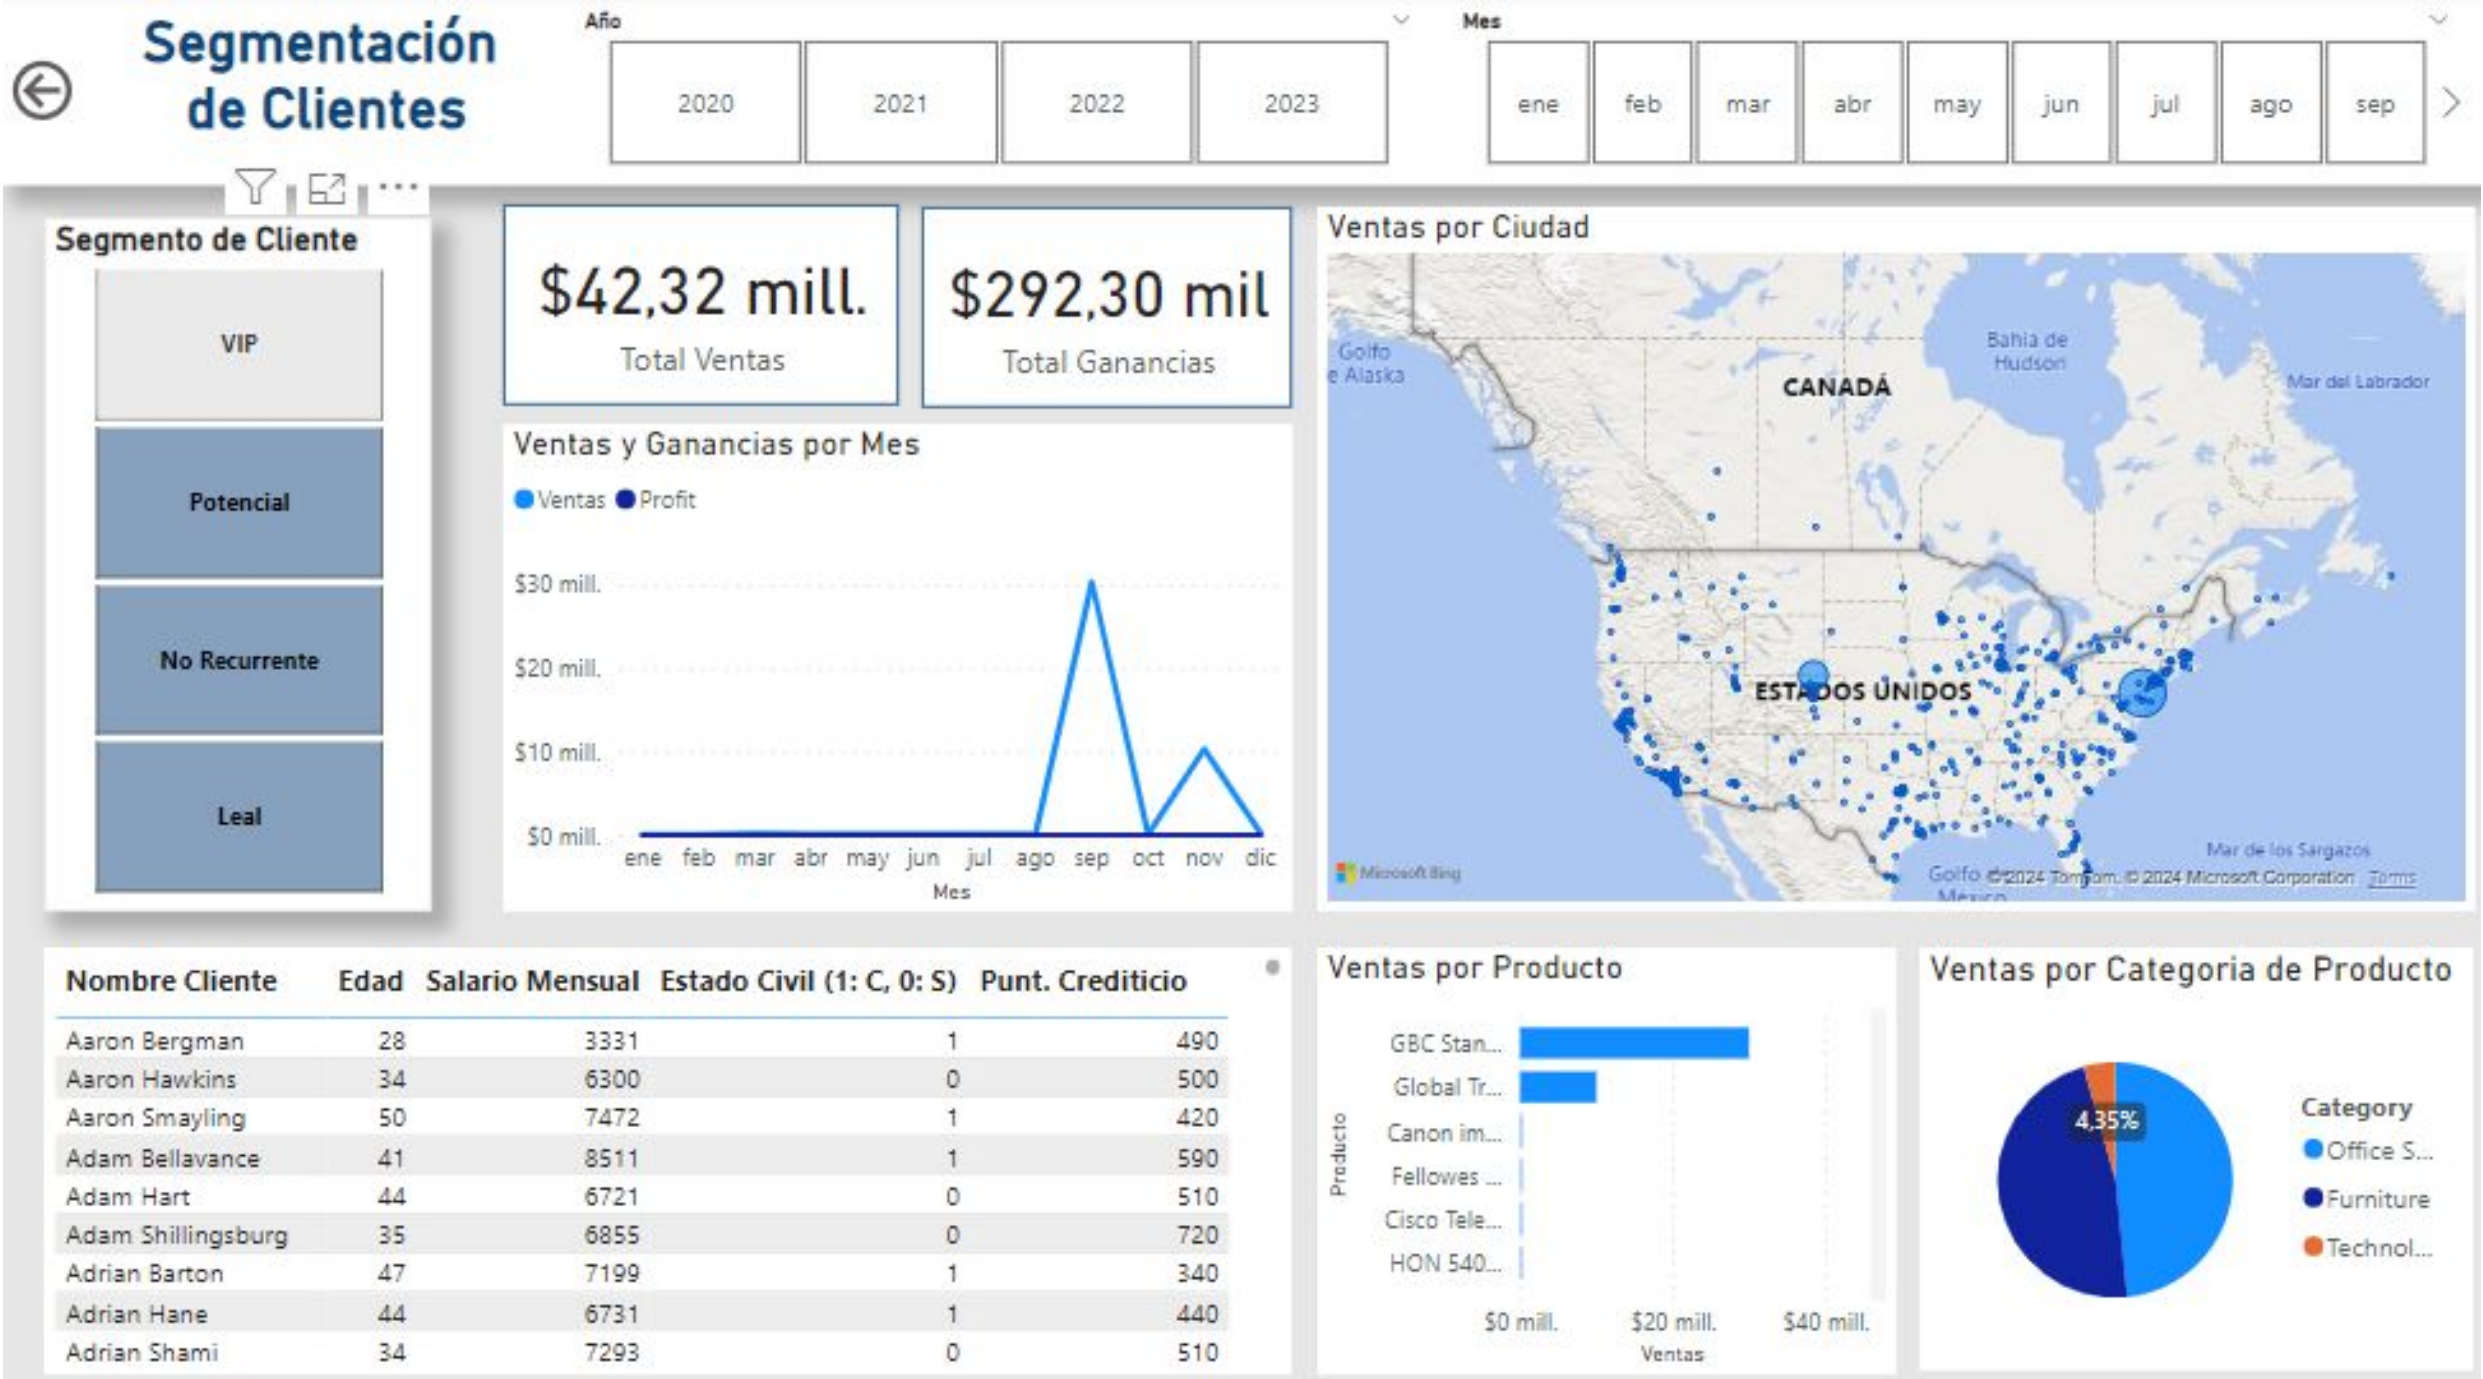 Segmentación
de Clientes
Año
2020
2021
2022
2023
Mes
ene
feb
mar
abr
may
jun
jul
ago
sep
Segmento de Cliente
VIP
Potencial
No Recurrente
Leal
$42,32 mill.
Total Ventas
$292,30 mil
Total Ganancias
Ventas y Ganancias por Mes
Ventas Profit
$30 mill.
$20 mill.
$10 mill.
$0 mill.
ene feb mar abr may jun jul ago sep oct nov dic
Mes
Ventas por Ciudad
Golfo
e Alaska
CANADÁ
Bahía de
Hudson
Mar del Labrador
ESTADOS UNIDOS
Mar de los Sargazos
Golfo
Microsoft Bing
©2024 TomTom, © 2024 Microsoft Corporation Terms
Nombre Cliente Edad Salario Mensual Estado Civil (1: C, 0: S) Punt. Crediticio
Aaron Bergman 28 3331 1 490
Aaron Hawkins 34 6300 0 500
Aaron Smayling 50 7472 1 420
Adam Bellavance 41 8511 1 590
Adam Hart 44 6721 0 510
Adam Shillingsburg 35 6855 0 720
Adrian Barton 47 7199 1 340
Adrian Hane 44 6731 1 440
Adrian Shami 34 7293 0 510
Ventas por Producto
Producto
GBC Stan...
Global Tr...
Canon im...
Fellowes ...
Cisco Tele...
HON 540...
$0 mill. $20 mill. $40 mill.
Ventas
Ventas por Categoria de Producto
4,35%
Category
Office S...
Furniture
Technol...